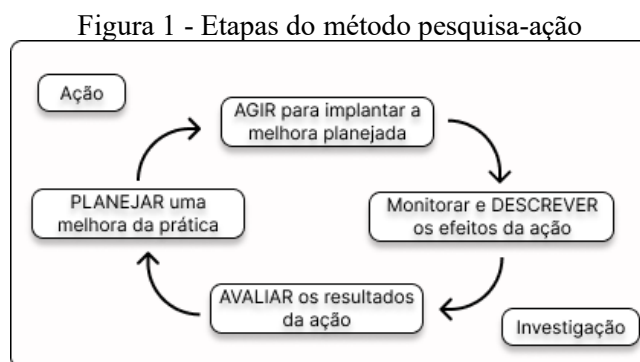 Figura 1 - Etapas do método pesquisa-ação
Ação
AGIR para implantar a
melhora planejada
PLANEJAR uma
melhora da prática
Monitorar e DESCREVER
os efeitos da ação
AVALIAR os resultados
da ação
Investigação